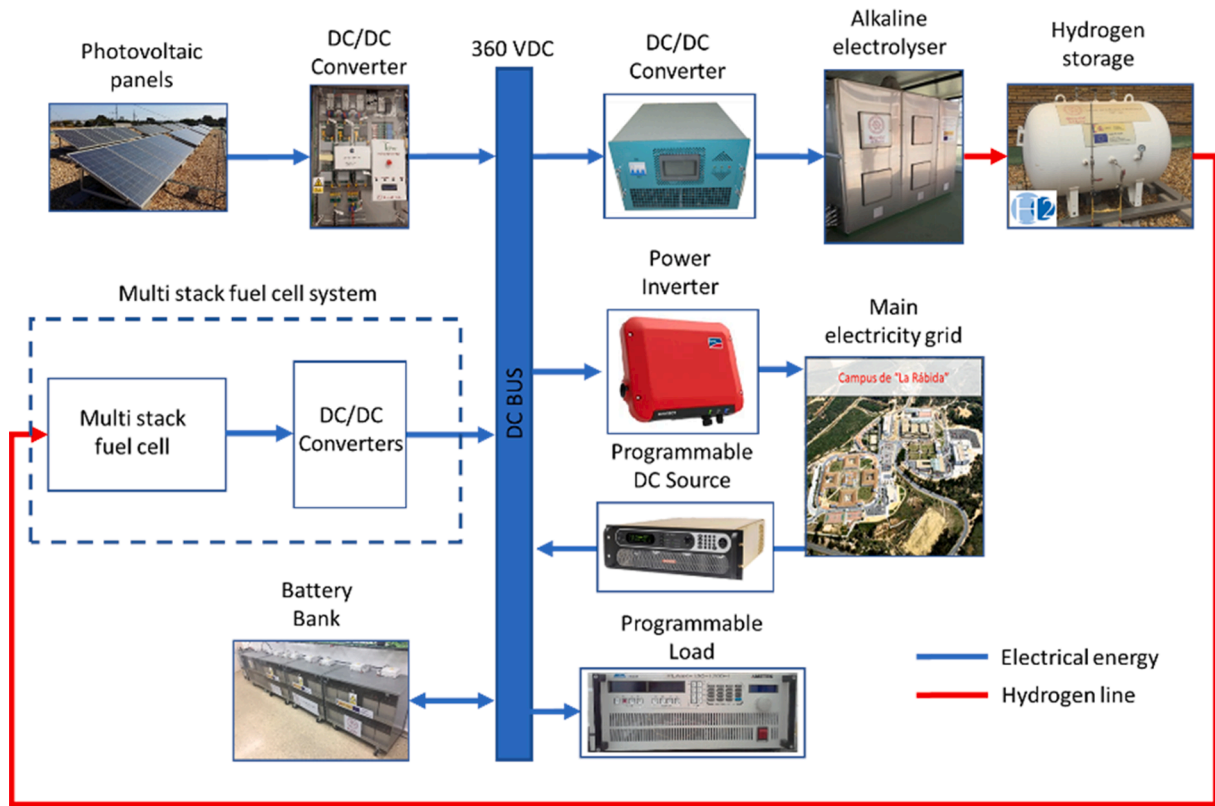 Photovoltaic
panels
DC/DC
Converter
360 VDC
DC/DC
Converter
Alkaline
electrolyser
Hydrogen
storage
H2
Multi stack fuel cell system
Multi stack
fuel cell
DC/DC
Converters
DC BUS
Power
Inverter
Main
electricity grid
Campus de "La Rábida"
Programmable
DC Source
Battery
Bank
Programmable
Load
Electrical energy
Hydrogen line